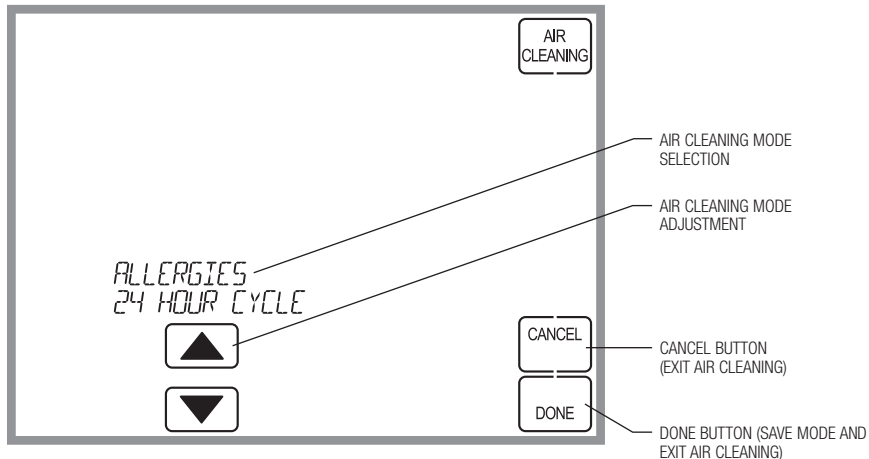 AIR
CLEANING
AIR CLEANING MODE
SELECTION
AIR CLEANING MODE
ADJUSTMENT
ALLERGIES
24 HOUR CYCLE
CANCEL
CANCEL BUTTON
(EXIT AIR CLEANING)
DONE
DONE BUTTON (SAVE MODE AND
EXIT AIR CLEANING)